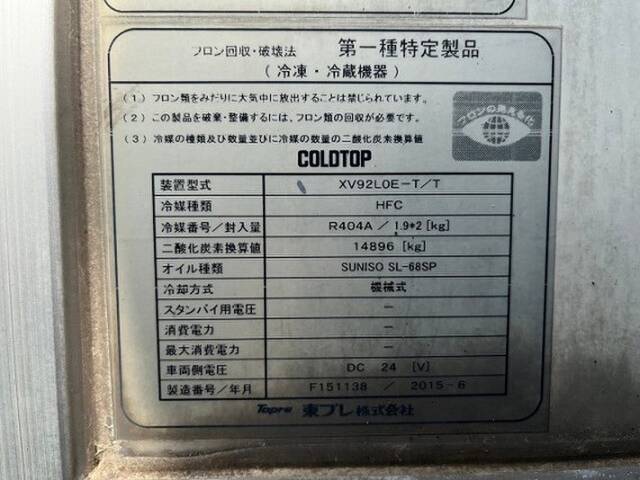 フロン回収・破壊法　第一種特定製品
（冷凍・冷蔵機器）
（1）フロン類をみだりに大気中に放出することは禁じられています。
（2）この製品を廃棄・整備するには、フロン類の回収が必要です。
（3）冷媒の種類及び数量並びに冷媒の数量の二酸化炭素換算値
フロンの見える化
COLDTOP
装置型式 XV92LOE-T/T
冷媒種類 HFC
冷媒番号／封入量 R404A ／ 1.9*2 [kg]
二酸化炭素換算値 14896 [kg]
オイル種類 SUNISO SL-68SP
冷却方式 機械式
スタンバイ用電圧 －
消費電力 －
最大消費電力 －
車両側電圧 DC 24 [V]
製造番号／年月 F151138 ／ 2015-6
Topre 東プレ株式会社